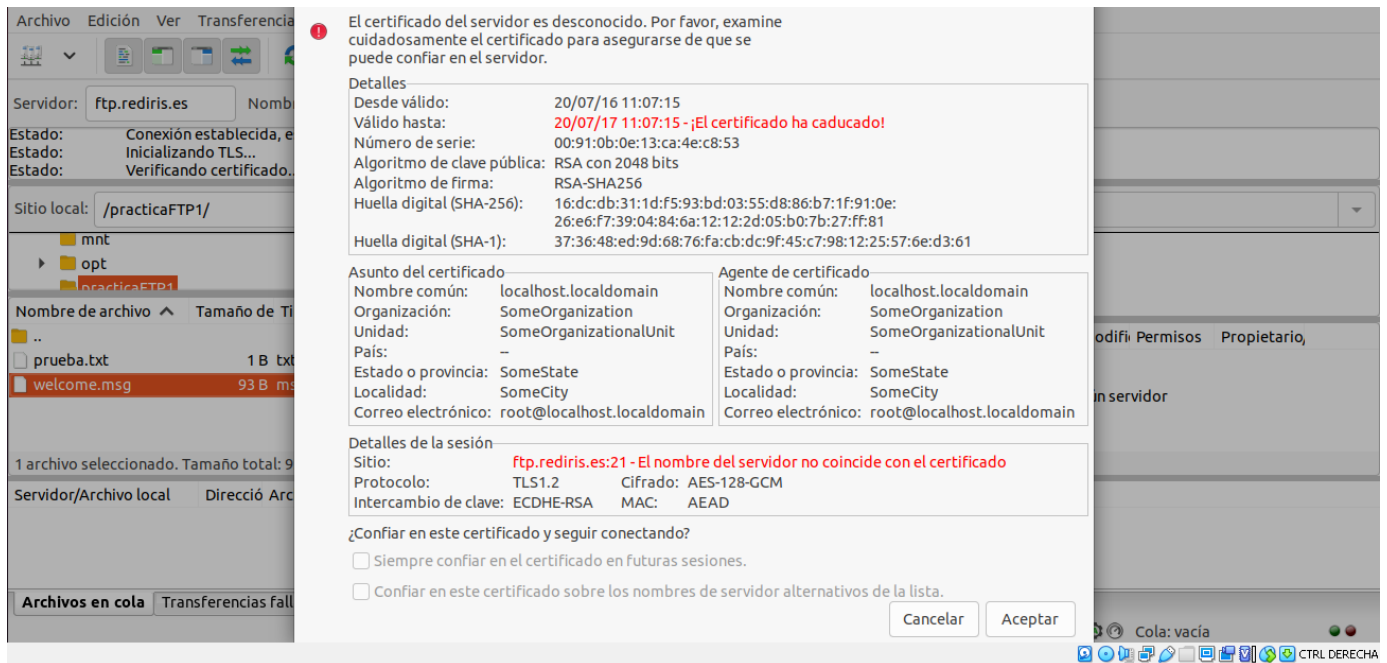 Archivo Edición Ver Transferencia
Servidor: ftp.rediris.es
Estado: Conexión establecida, e
Estado: Inicializando TLS...
Estado: Verificando certificado..
Sitio local: /practicaFTP1/
mnt
opt
practicaFTP1
Nombre de archivo Tamaño de
..
prueba.txt 1 B txt
welcome.msg 93 B
1 archivo seleccionado. Tamaño total: 9
Servidor/Archivo local Direcció
Archivos en cola Transferencias fall
El certificado del servidor es desconocido. Por favor, examine
cuidadosamente el certificado para asegurarse de que se
puede confiar en el servidor.
Detalles
Desde válido: 20/07/16 11:07:15
Válido hasta: 20/07/17 11:07:15 - ¡El certificado ha caducado!
Número de serie: 00:91:0b:0e:13:ca:4e:c8:53
Algoritmo de clave pública: RSA con 2048 bits
Algoritmo de firma: RSA-SHA256
Huella digital (SHA-256): 16:dc:db:31:1d:f5:93:bd:03:55:d8:86:b7:1f:91:0e:
26:e6:f7:39:04:84:6a:12:12:2d:05:b0:7b:27:ff:81
Huella digital (SHA-1): 37:36:48:ed:9d:68:76:fa:cb:dc:9f:45:c7:98:12:25:57:6e:d3:61
Asunto del certificado
Nombre común: localhost.localdomain
Organización: SomeOrganization
Unidad: SomeOrganizationalUnit
País: --
Estado o provincia: SomeState
Localidad: SomeCity
Correo electrónico: root@localhost.localdomain
Agente de certificado
Nombre común: localhost.localdomain
Organización: SomeOrganization
Unidad: SomeOrganizationalUnit
País: --
Estado o provincia: SomeState
Localidad: SomeCity
Correo electrónico: root@localhost.localdomain
Detalles de la sesión
Sitio: ftp.rediris.es:21 - El nombre del servidor no coincide con el certificado
Protocolo: TLS1.2 Cifrado: AES-128-GCM
Intercambio de clave: ECDHE-RSA MAC: AEAD
¿Confiar en este certificado y seguir conectando?
Siempre confiar en el certificado en futuras sesiones.
Confiar en este certificado sobre los nombres de servidor alternativos de la lista.
Cancelar Aceptar
Permisos Propietario
servidor
Cola: vacía
CTRL DERECHA